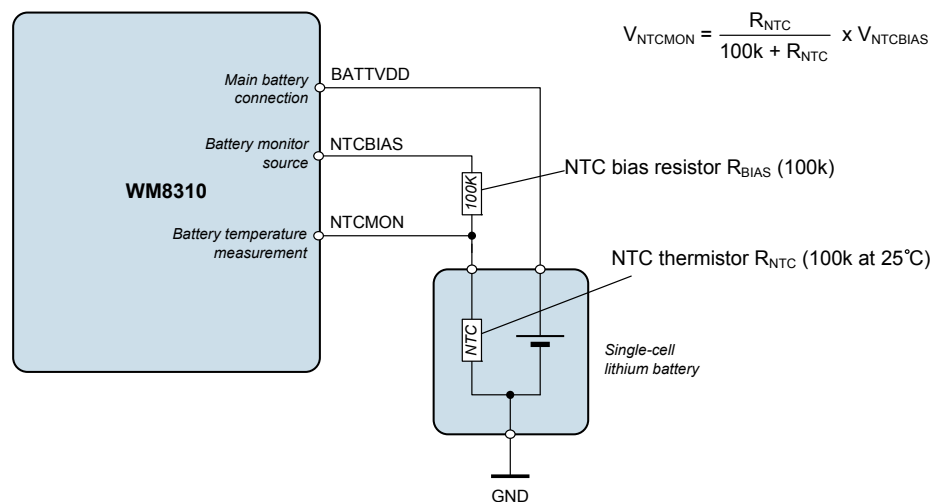 V_NTCMON = R_NTC / (100k + R_NTC) x V_NTCBIAS
Main battery
connection
BATTVDD
Battery monitor
source
NTCBIAS
WM8310
100K
NTC bias resistor R_BIAS (100k)
Battery temperature
measurement
NTCMON
NTC thermistor R_NTC (100k at 25°C)
NTC
Single-cell
lithium battery
GND